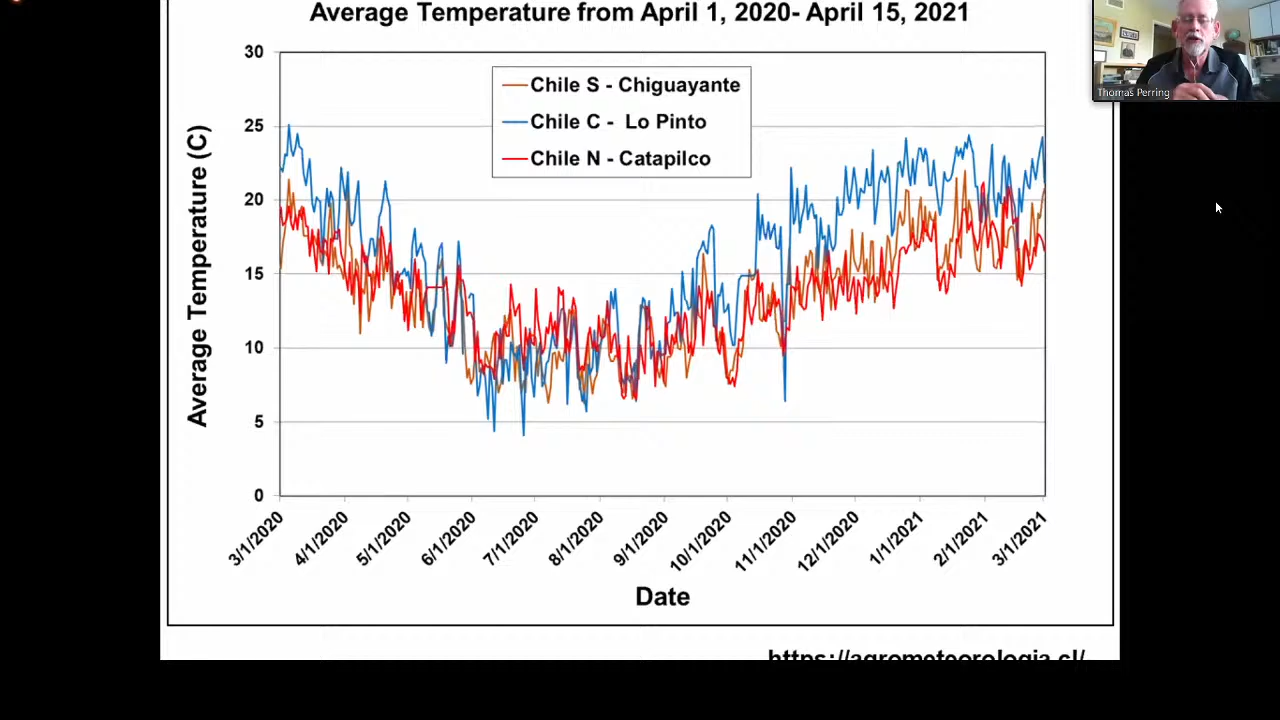 Average Temperature from April 1, 2020- April 15, 2021
Thomas Perring
30
25
20
15
10
5
0
Average Temperature (C)
Chile S - Chiguayante
Chile C -  Lo Pinto
Chile N - Catapilco
3/1/2020
4/1/2020
5/1/2020
6/1/2020
7/1/2020
8/1/2020
9/1/2020
10/1/2020
11/1/2020
12/1/2020
1/1/2021
2/1/2021
3/1/2021
Date
https://agrometeorologia.cl/